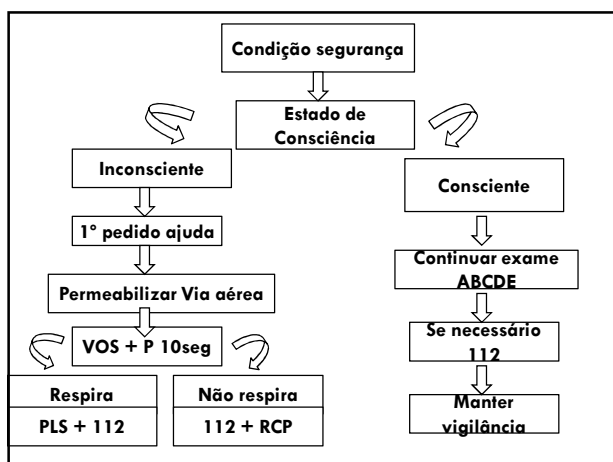 Condição segurança
Estado de
Consciência
Inconsciente
1º pedido ajuda
Permeabilizar Via aérea
VOS + P 10seg
Respira
PLS + 112
Não respira
112 + RCP
Consciente
Continuar exame
ABCDE
Se necessário
112
Manter
vigilância